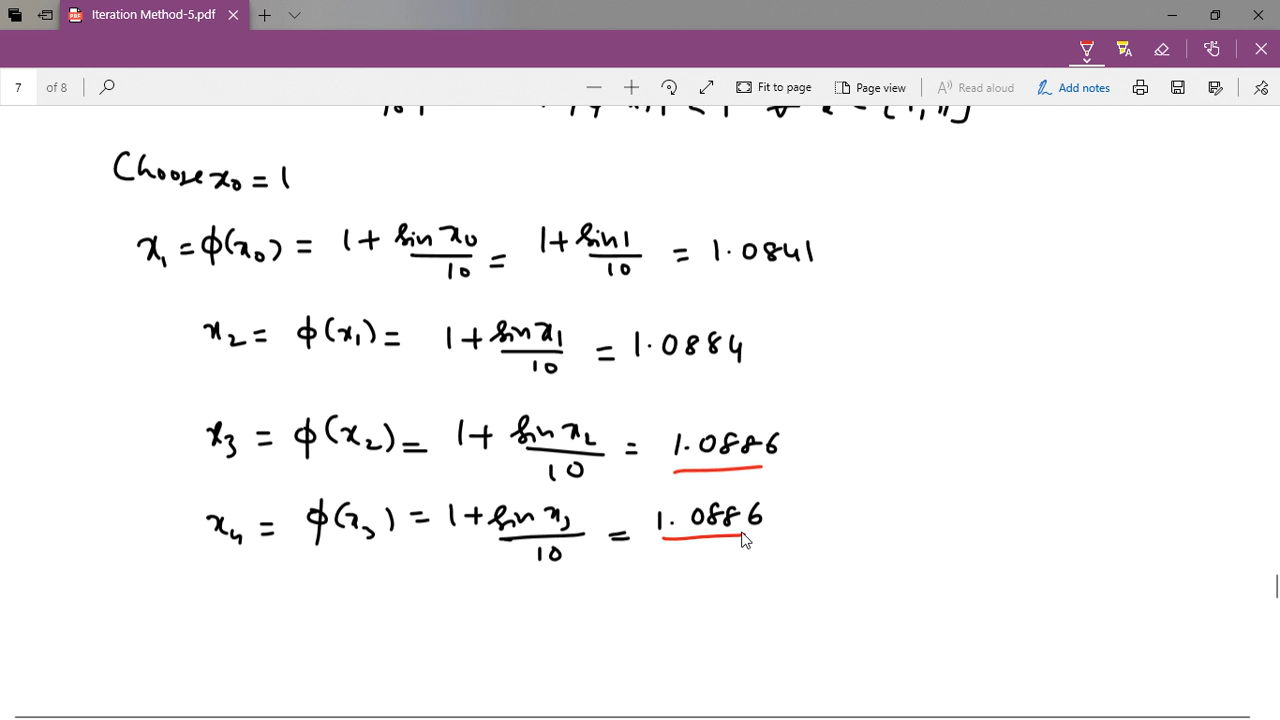 Iteration Method-5.pdf
7 of 8
Fit to page
Page view
Read aloud
Add notes
Choose x₀ = 1
x₁ = ϕ(x₀) = 1 + sin x₀/10 = 1 + sin 1/10 = 1.0841
x₂ = ϕ(x₁) = 1 + sin x₁/10 = 1.0884
x₃ = ϕ(x₂) = 1 + sin x₂/10 = 1.0886
x₄ = ϕ(x₃) = 1 + sin x₃/10 = 1.0886